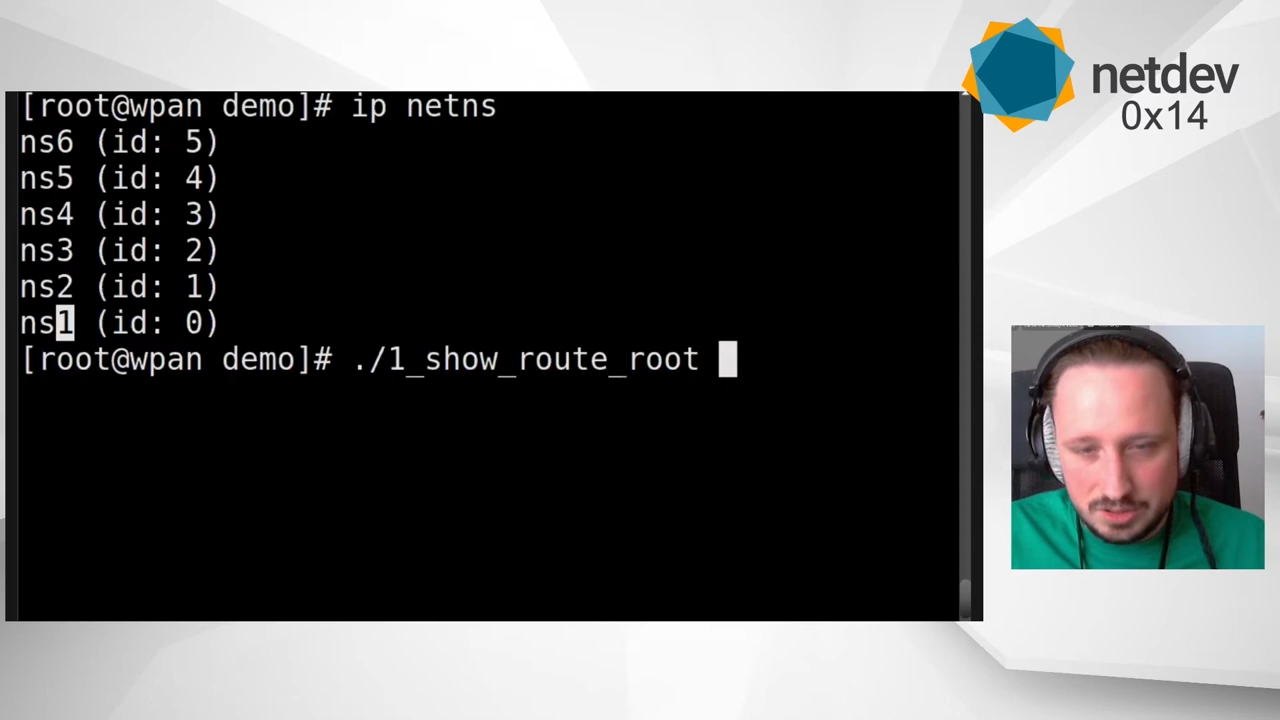 [root@wpan demo]# ip netns
ns6 (id: 5)
ns5 (id: 4)
ns4 (id: 3)
ns3 (id: 2)
ns2 (id: 1)
ns1 (id: 0)
[root@wpan demo]# ./1_show_route_root
netdev
0x14